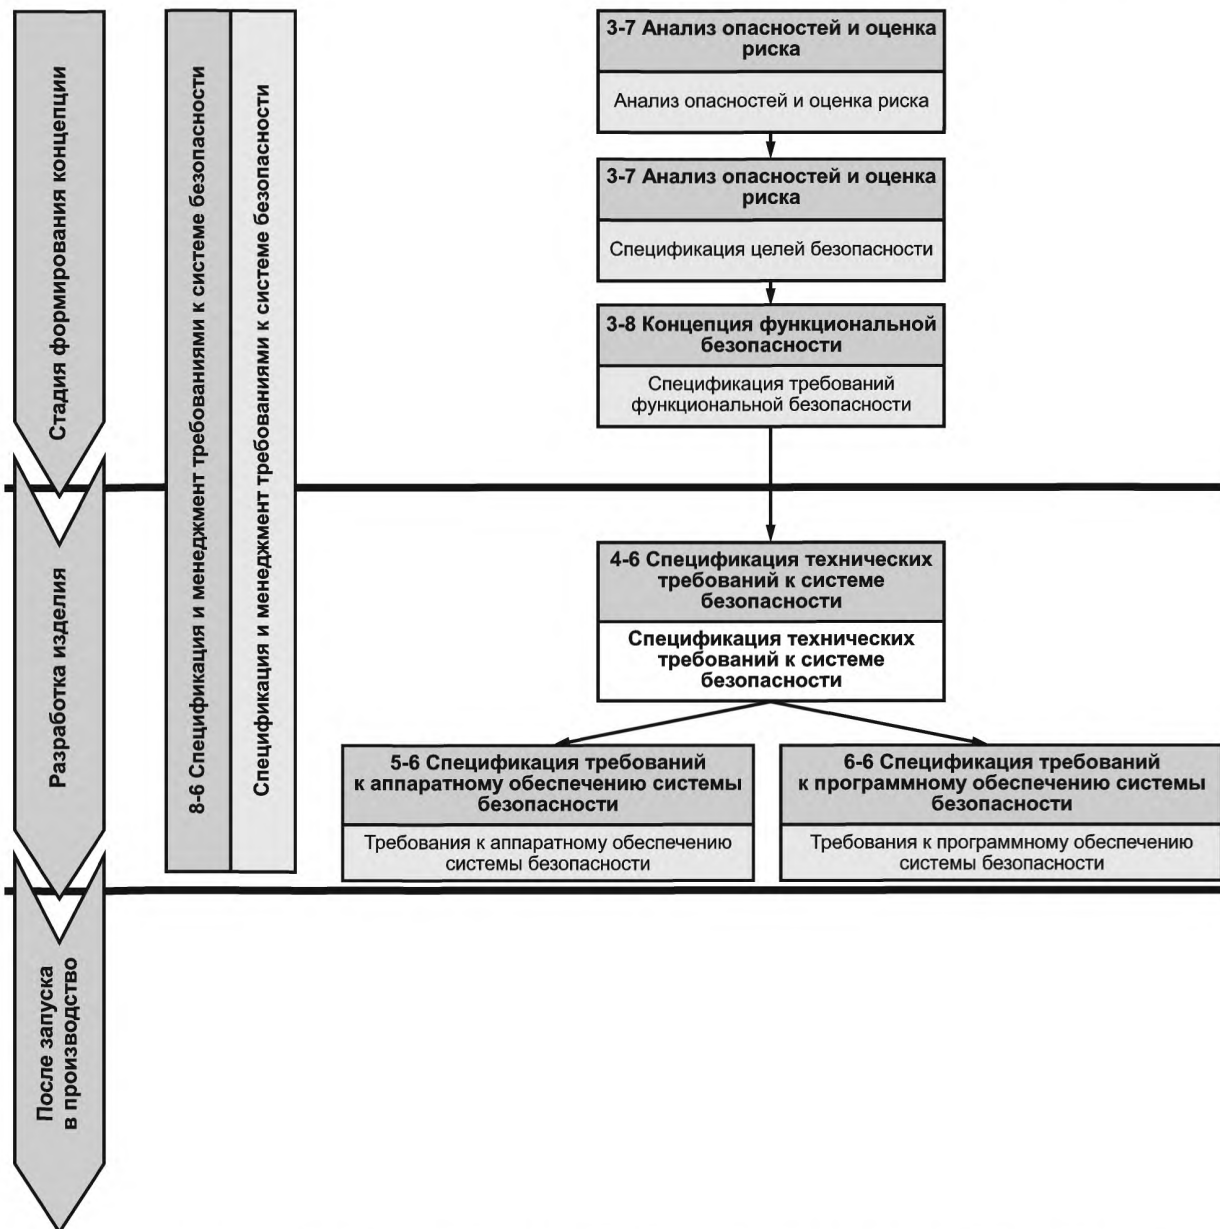 Стадия формирования концепции
Разработка изделия
После запуска
в производство
8-6 Спецификация и менеджмент требованиями к системе безопасности
Спецификация и менеджмент требованиями к системе безопасности
3-7 Анализ опасностей и оценка
риска
Анализ опасностей и оценка риска
3-7 Анализ опасностей и оценка
риска
Спецификация целей безопасности
3-8 Концепция функциональной
безопасности
Спецификация требований
функциональной безопасности
4-6 Спецификация технических
требований к системе
безопасности
Спецификация технических
требований к системе
безопасности
5-6 Спецификация требований
к аппаратному обеспечению системы
безопасности
Требования к аппаратному обеспечению
системы безопасности
6-6 Спецификация требований
к программному обеспечению системы
безопасности
Требования к программному обеспечению
системы безопасности